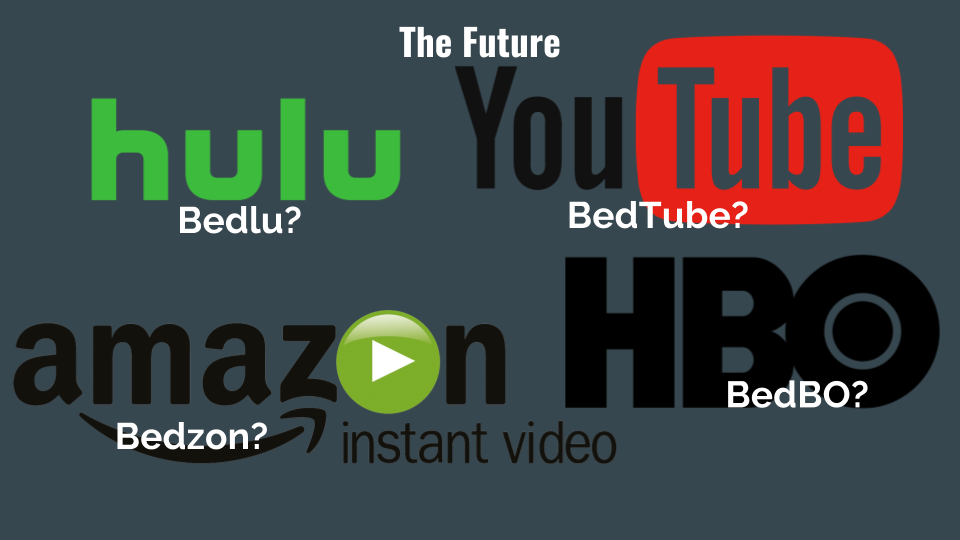 The Future
hulu
Bedlu?
YouTube
BedTube?
amazon
instant video
Bedzon?
HBO
BedBO?